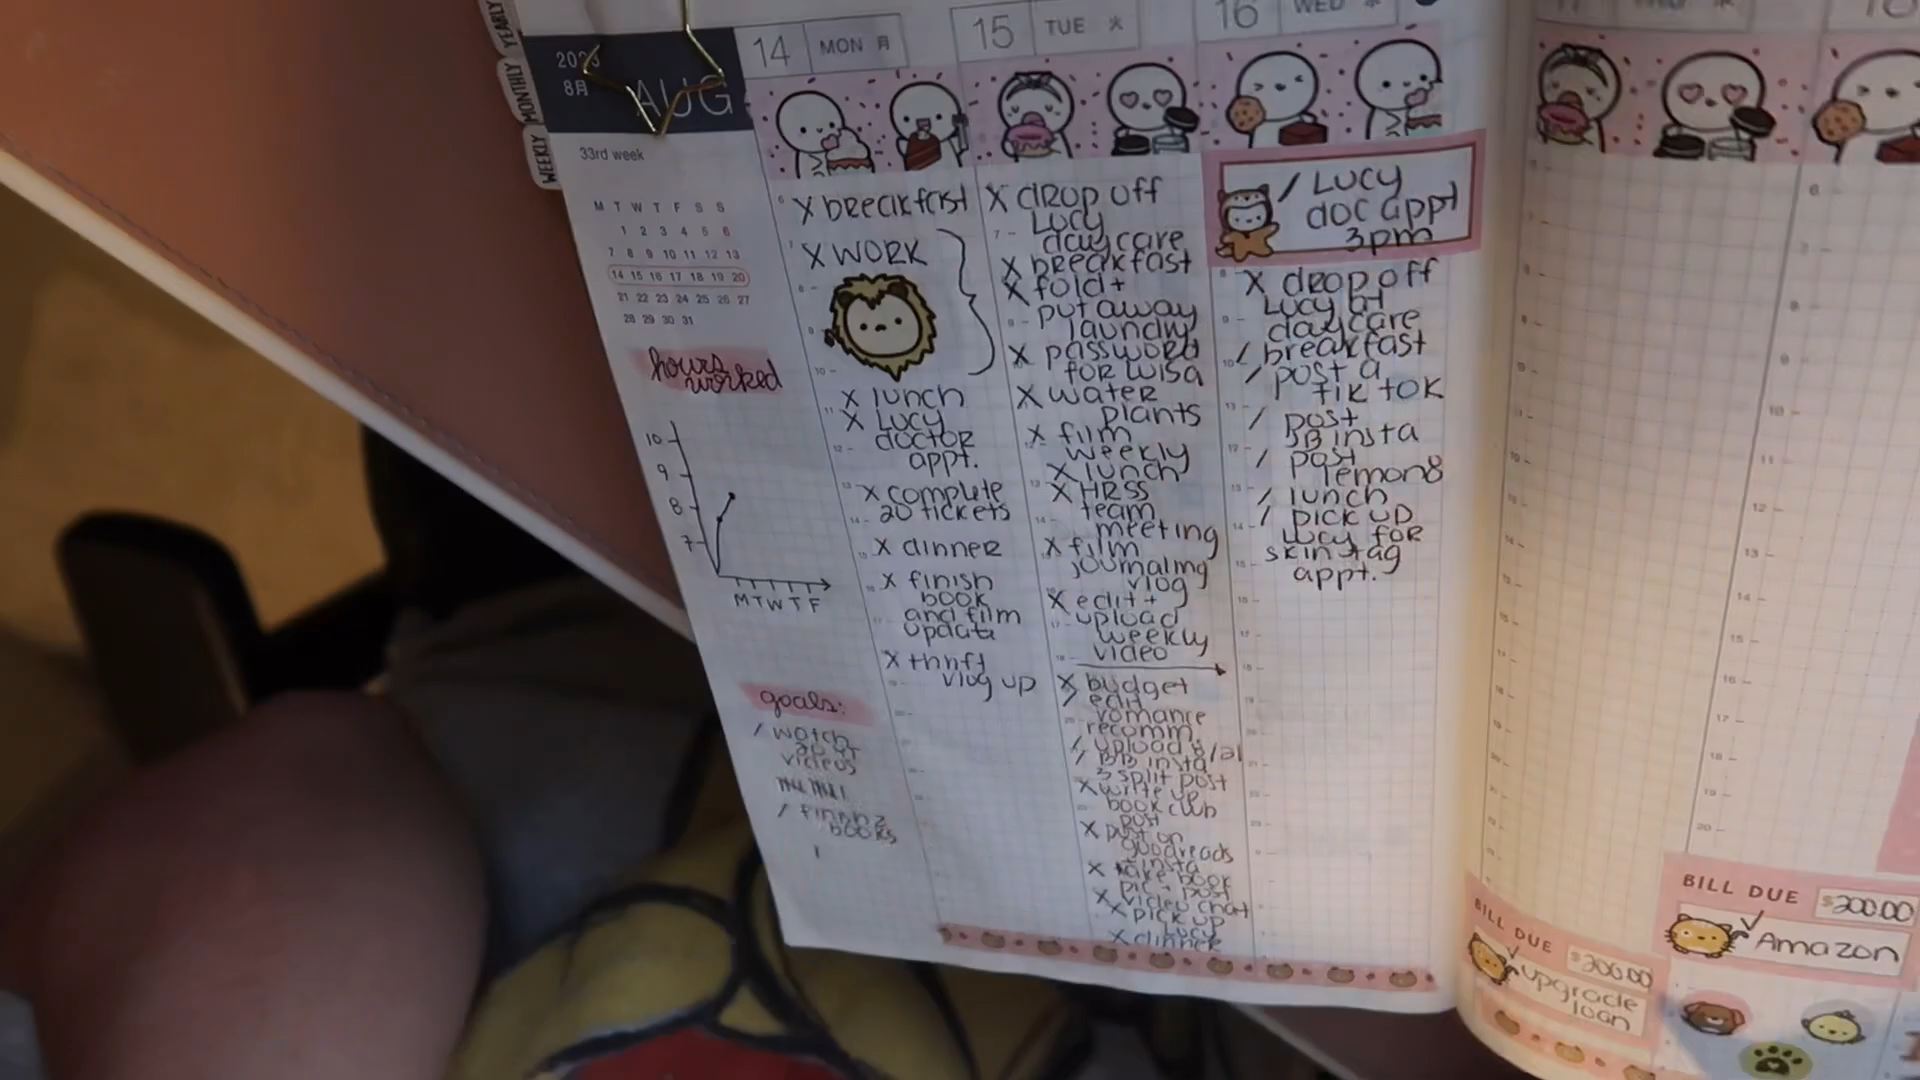 YEARLY
MONTHLY
WEEKLY
8月
AUG
33rd week
M T W T F S S
1 2 3 4 5 6
7 8 9 10 11 12 13
14 15 16 17 18 19 20
21 22 23 24 25 26 27
28 29 30 31
hours
worked
10
9
8
7
M T W T F
goals:
/ watch
20 YT
videos
/ finish 2
books
14 MON 月
X breakfast
X WORK
X lunch
X Lucy
doctor
appt.
X complete
20 tickets
X dinner
X finish
book
and film
update
X thrift
vlog up
15 TUE 火
X drop off
Lucy
daycare
X breakfast
X fold +
put away
laundry
X password
for Wisa
X water
plants
X film
weekly
X lunch
X HRSS
team
meeting
X film
journaling
vlog
X edit +
upload
weekly
video
X budget
/ edit
romance
recomm
/ upload 8/21
/ BB insta
3 split post
X write up
book club
post
X post on
goodreads
+ insta
X take book
pic + post
X video chat
X pick up
Lucy
X dinner
16 WED 水
/ Lucy
doc appt
3pm
X drop off
Lucy at
daycare
/ breakfast
/ post a
tik tok
/ post
BB insta
/ post
lemon8
/ lunch
/ pick up
Lucy for
skin tag
appt.
BILL DUE $200.00
upgrade
loan
BILL DUE $200.00
Amazon